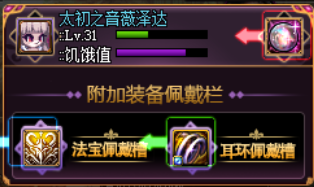 太初之音薇泽达
::Lv.31
::饥饿值
附加装备佩戴栏
法宝佩戴槽
耳环佩戴槽